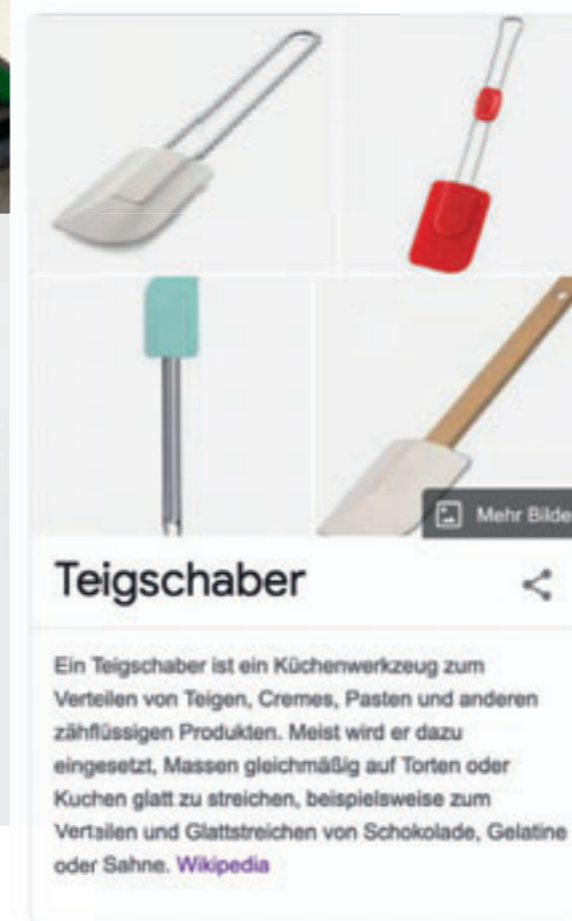 Mehr Bilde
Teigschaber
Ein Teigschaber ist ein Küchenwerkzeug zum
Verteilen von Teigen, Cremes, Pasten und anderen
zähflüssigen Produkten. Meist wird er dazu
eingesetzt, Massen gleichmäßig auf Torten oder
Kuchen glatt zu streichen, beispielsweise zum
Verteilen und Glattstreichen von Schokolade, Gelatine
oder Sahne. Wikipedia